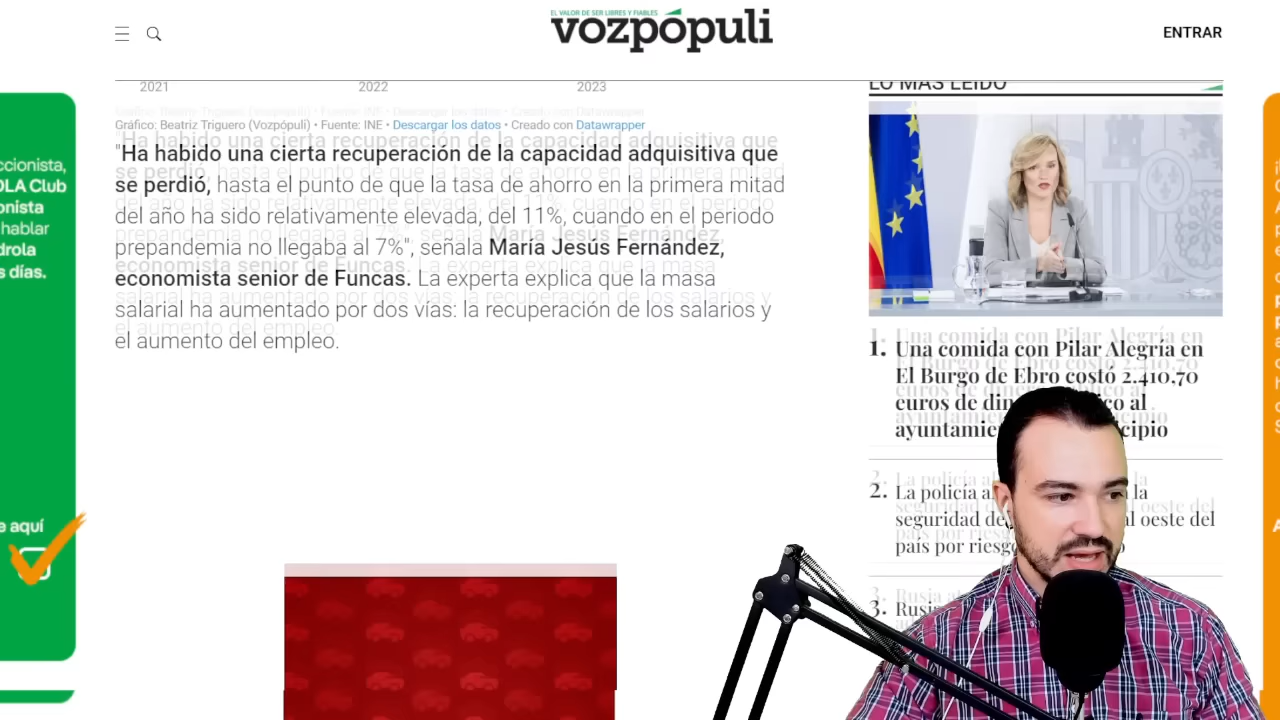 EL VALOR DE SER LIBRES Y FIABLES
vozpópuli
ENTRAR
2021 2022 2023
Gráfico: Beatriz Triguero (Vozpópuli) • Fuente: INE • Descargar los datos • Creado con Datawrapper
"Ha habido una cierta recuperación de la capacidad adquisitiva que
se perdió, hasta el punto de que la tasa de ahorro en la primera mitad
del año ha sido relativamente elevada, del 11%, cuando en el periodo
prepandemia no llegaba al 7%", señala María Jesús Fernández,
economista senior de Funcas. La experta explica que la masa
salarial ha aumentado por dos vías: la recuperación de los salarios y
el aumento del empleo.
LO MÁS LEÍDO
1. Una comida con Pilar Alegría en
El Burgo de Ebro costó 2.410,70
euros de al
2. La policía la
seguridad al oeste del
país por
3.
ccionista,
OLA Club
onista
hablar
drola
s días.
e aquí